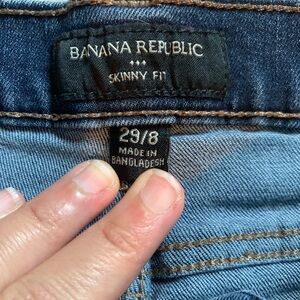 BANANA REPUBLIC
SKINNY FIT
29/8
MADE IN
BANGLADESH